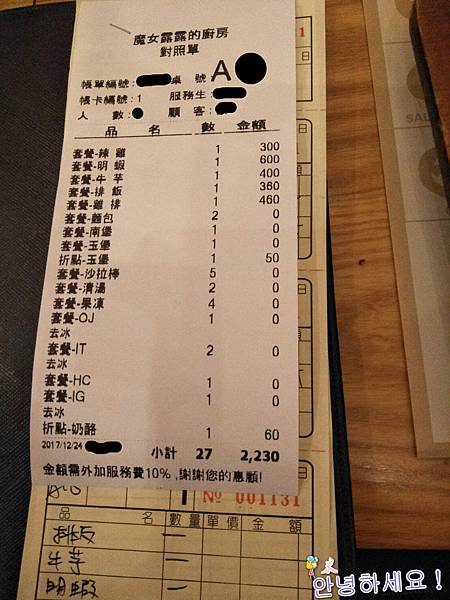 魔女露露的廚房
對照單
帳單編號: 桌 號 A
帳卡編號: 1 服務生:
人 數: 顧 客:
品 名 數 金額
套餐-辣 雞 1 300
套餐-明 蝦 1 600
套餐-牛 芊 1 400
套餐-排 飯 1 360
套餐-雞 排 1 460
套餐-麵包 2 0
套餐-南堡 1 0
套餐-玉堡 1 0
折點-玉堡 1 50
套餐-沙拉棒 5 0
套餐-清湯 2 0
套餐-果凍 4 0
套餐-OJ 1 0
去冰
套餐-IT 2 0
去冰
套餐-HC 1 0
套餐-IG 1 0
去冰
折點-奶酪 1 60
2017/12/24 小計 27 2,230
金額需外加服務費10% ,謝謝您的惠顧!
No 001131
品 名 數量 單價 金 額
排飯 一
牛芊 一
明蝦 一
안녕하세요!